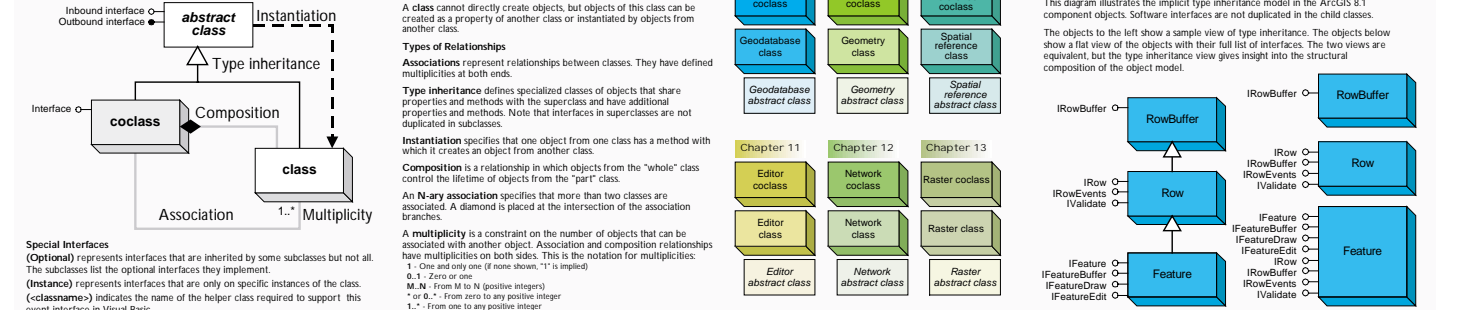 Inbound interface
Outbound interface
abstract
class
Instantiation
Type inheritance
Interface
coclass
Composition
class
Association
1..*
Multiplicity
Special Interfaces
(Optional) represents interfaces that are inherited by some subclasses but not all.
The subclasses list the optional interfaces they implement.
(Instance) represents interfaces that are only on specific instances of the class.
(<classname>) indicates the name of the helper class required to support this
event interface in Visual Basic.
A class cannot directly create objects, but objects of this class can be
created as a property of another class or instantiated by objects from
another class.
Types of Relationships
Associations represent relationships between classes. They have defined
multiplicities at both ends.
Type inheritance defines specialized classes of objects that share
properties and methods with the superclass and have additional
properties and methods. Note that interfaces in superclasses are not
duplicated in subclasses.
Instantiation specifies that one object from one class has a method with
which it creates an object from another class.
Composition is a relationship in which objects from the "whole" class
control the lifetime of objects from the "part" class.
An N-ary association specifies that more than two classes are
associated. A diamond is placed at the intersection of the association
branches.
A multiplicity is a constraint on the number of objects that can be
associated with another object. Association and composition relationships
have multiplicities on both sides. This is the notation for multiplicities:
1 - One and only one (if none shown, "1" is implied)
0..1 - Zero or one
M..N - From M to N (positive integers)
* or 0..* - From zero to any positive integer
1..* - From one to any positive integer
coclass
coclass
coclass
Geodatabase
class
Geometry
class
Spatial
reference
class
Geodatabase
abstract class
Geometry
abstract class
Spatial
reference
abstract class
Chapter 11
Chapter 12
Chapter 13
Editor
coclass
Network
coclass
Raster coclass
Editor
class
Network
class
Raster class
Editor
abstract class
Network
abstract class
Raster
abstract class
This diagram illustrates the implicit type inheritance model in the ArcGIS 8.1
component objects. Software interfaces are not duplicated in the child classes.
The objects to the left show a sample view of type inheritance. The objects below
show a flat view of the objects with their full list of interfaces. The two views are
equivalent, but the type inheritance view gives insight into the structural
composition of the object model.
IRowBuffer
RowBuffer
IRow
IRowEvents
IValidate
Row
IFeature
IFeatureBuffer
IFeatureDraw
IFeatureEdit
Feature
IRowBuffer
RowBuffer
IRow
IRowBuffer
IRowEvents
IValidate
Row
IFeature
IFeatureBuffer
IFeatureDraw
IFeatureEdit
IRow
IRowBuffer
IRowEvents
IValidate
Feature